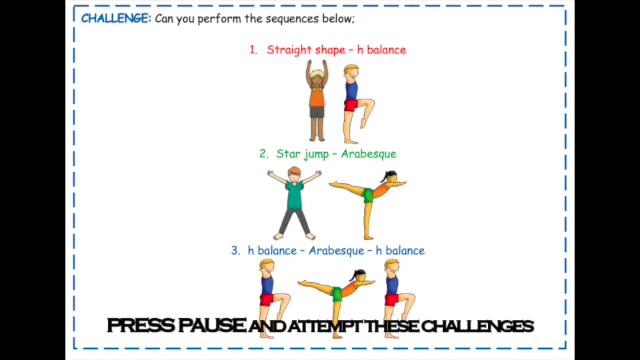 CHALLENGE: Can you perform the sequences below;
1. Straight shape – h balance
2. Star jump – Arabesque
3. h balance – Arabesque – h balance
PRESS PAUSE AND ATTEMPT THESE CHALLENGES